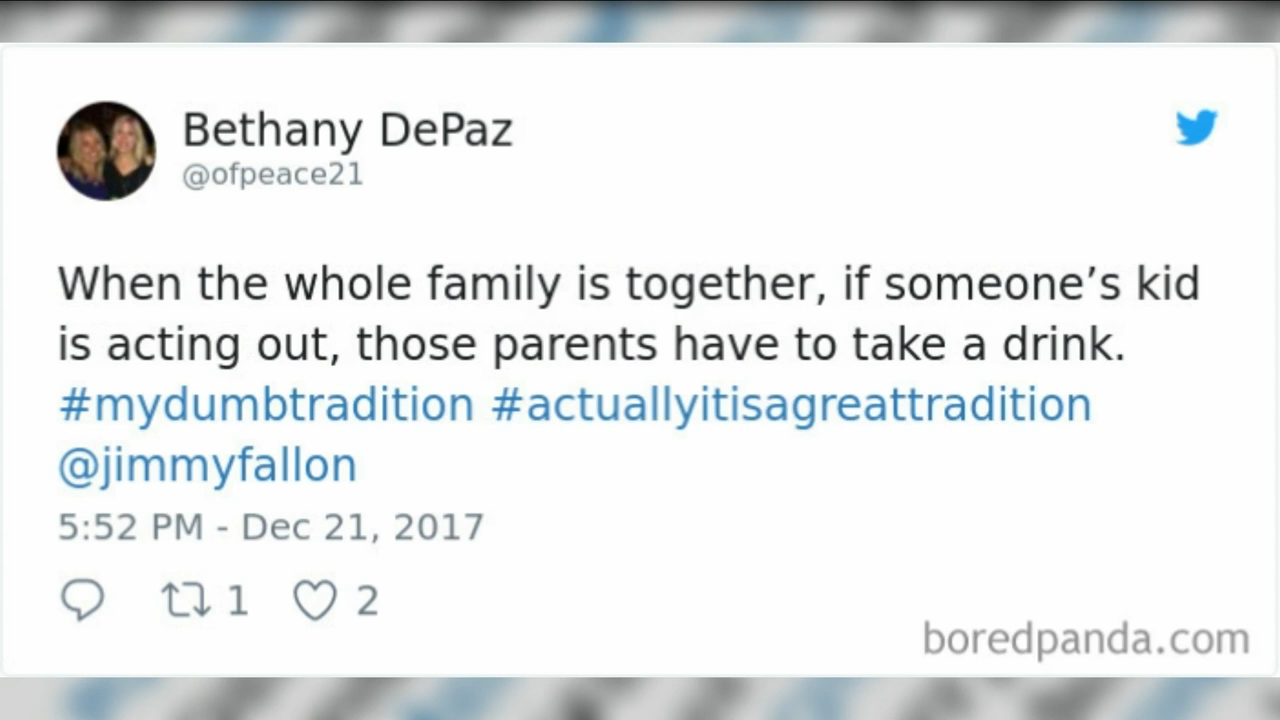 Bethany DePaz
@ofpeace21
When the whole family is together, if someone’s kid
is acting out, those parents have to take a drink.
#mydumbtradition #actuallyitisagreattradition
@jimmyfallon
5:52 PM - Dec 21, 2017
1 2
boredpanda.com